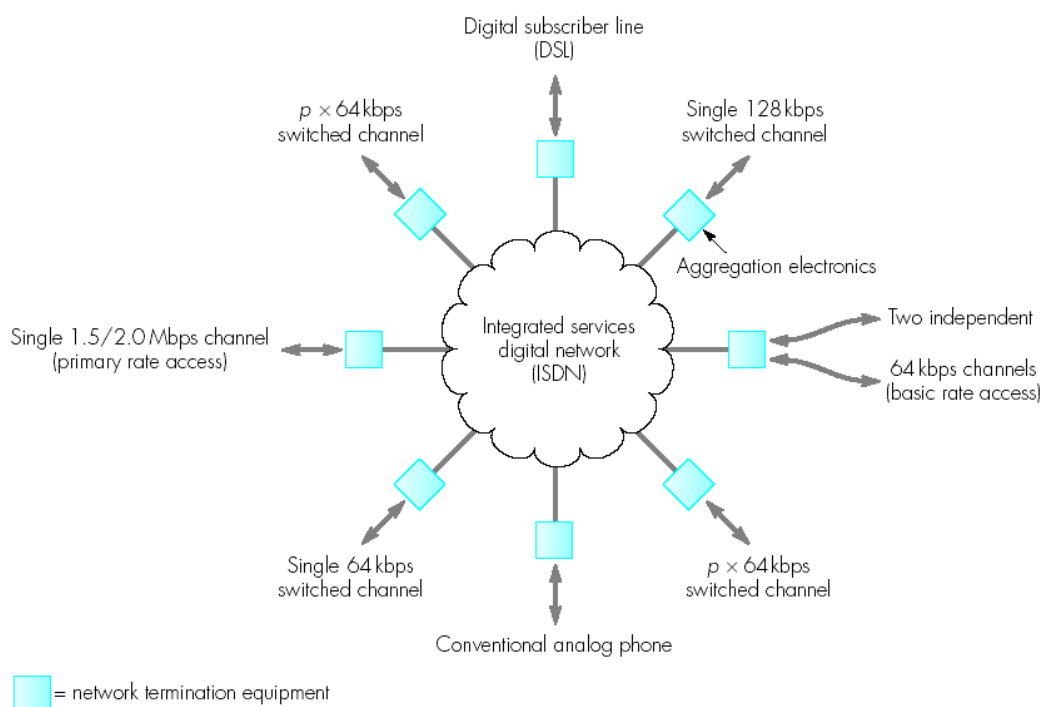 Digital subscriber line
(DSL)
p × 64 kbps
switched channel
Single 128 kbps
switched channel
Aggregation electronics
Single 1.5/2.0 Mbps channel
(primary rate access)
Integrated services
digital network
(ISDN)
Two independent
64 kbps channels
(basic rate access)
Single 64 kbps
switched channel
p × 64 kbps
switched channel
Conventional analog phone
= network termination equipment